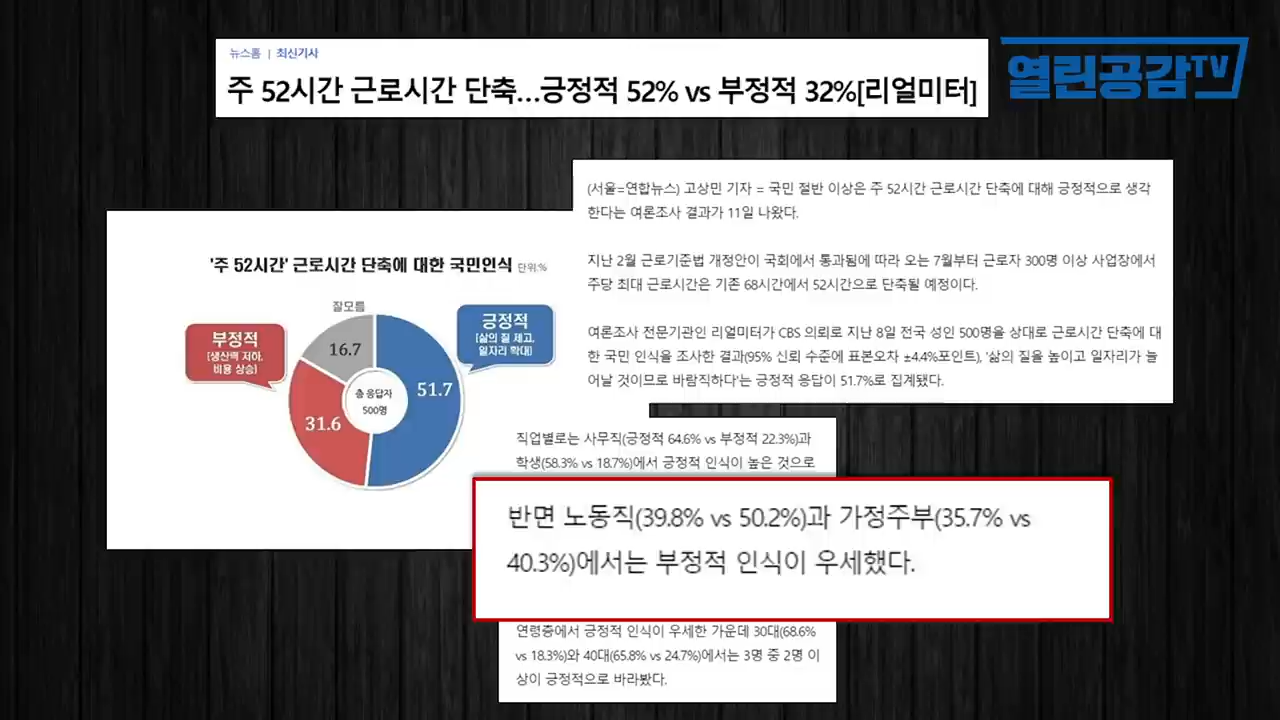 뉴스홈 | 최신기사
주 52시간 근로시간 단축…긍정적 52% vs 부정적 32%[리얼미터]
열린공감TV
(서울=연합뉴스) 고상민 기자 = 국민 절반 이상은 주 52시간 근로시간 단축에 대해 긍정적으로 생각
한다는 여론조사 결과가 11일 나왔다.
지난 2월 근로기준법 개정안이 국회에서 통과됨에 따라 오는 7월부터 근로자 300명 이상 사업장에서
주당 최대 근로시간은 기존 68시간에서 52시간으로 단축될 예정이다.
여론조사 전문기관인 리얼미터가 CBS 의뢰로 지난 8일 전국 성인 500명을 상대로 근로시간 단축에 대
한 국민 인식을 조사한 결과(95% 신뢰 수준에 표본오차 ±4.4%포인트), '삶의 질을 높이고 일자리가 늘
어날 것이므로 바람직하다'는 긍정적 응답이 51.7%로 집계됐다.
'주 52시간' 근로시간 단축에 대한 국민인식 단위:%
잘모름
16.7
긍정적
[삶의 질 제고,
일자리 확대]
부정적
[생산력 저하,
비용 상승]
51.7
31.6
총 응답자
500명
직업별로는 사무직(긍정적 64.6% vs 부정적 22.3%)과
학생(58.3% vs 18.7%)에서 긍정적 인식이 높은 것으로
반면 노동직(39.8% vs 50.2%)과 가정주부(35.7% vs
40.3%)에서는 부정적 인식이 우세했다.
연령층에서 긍정적 인식이 우세한 가운데 30대(68.6%
vs 18.3%)와 40대(65.8% vs 24.7%)에서는 3명 중 2명 이
상이 긍정적으로 바라봤다.